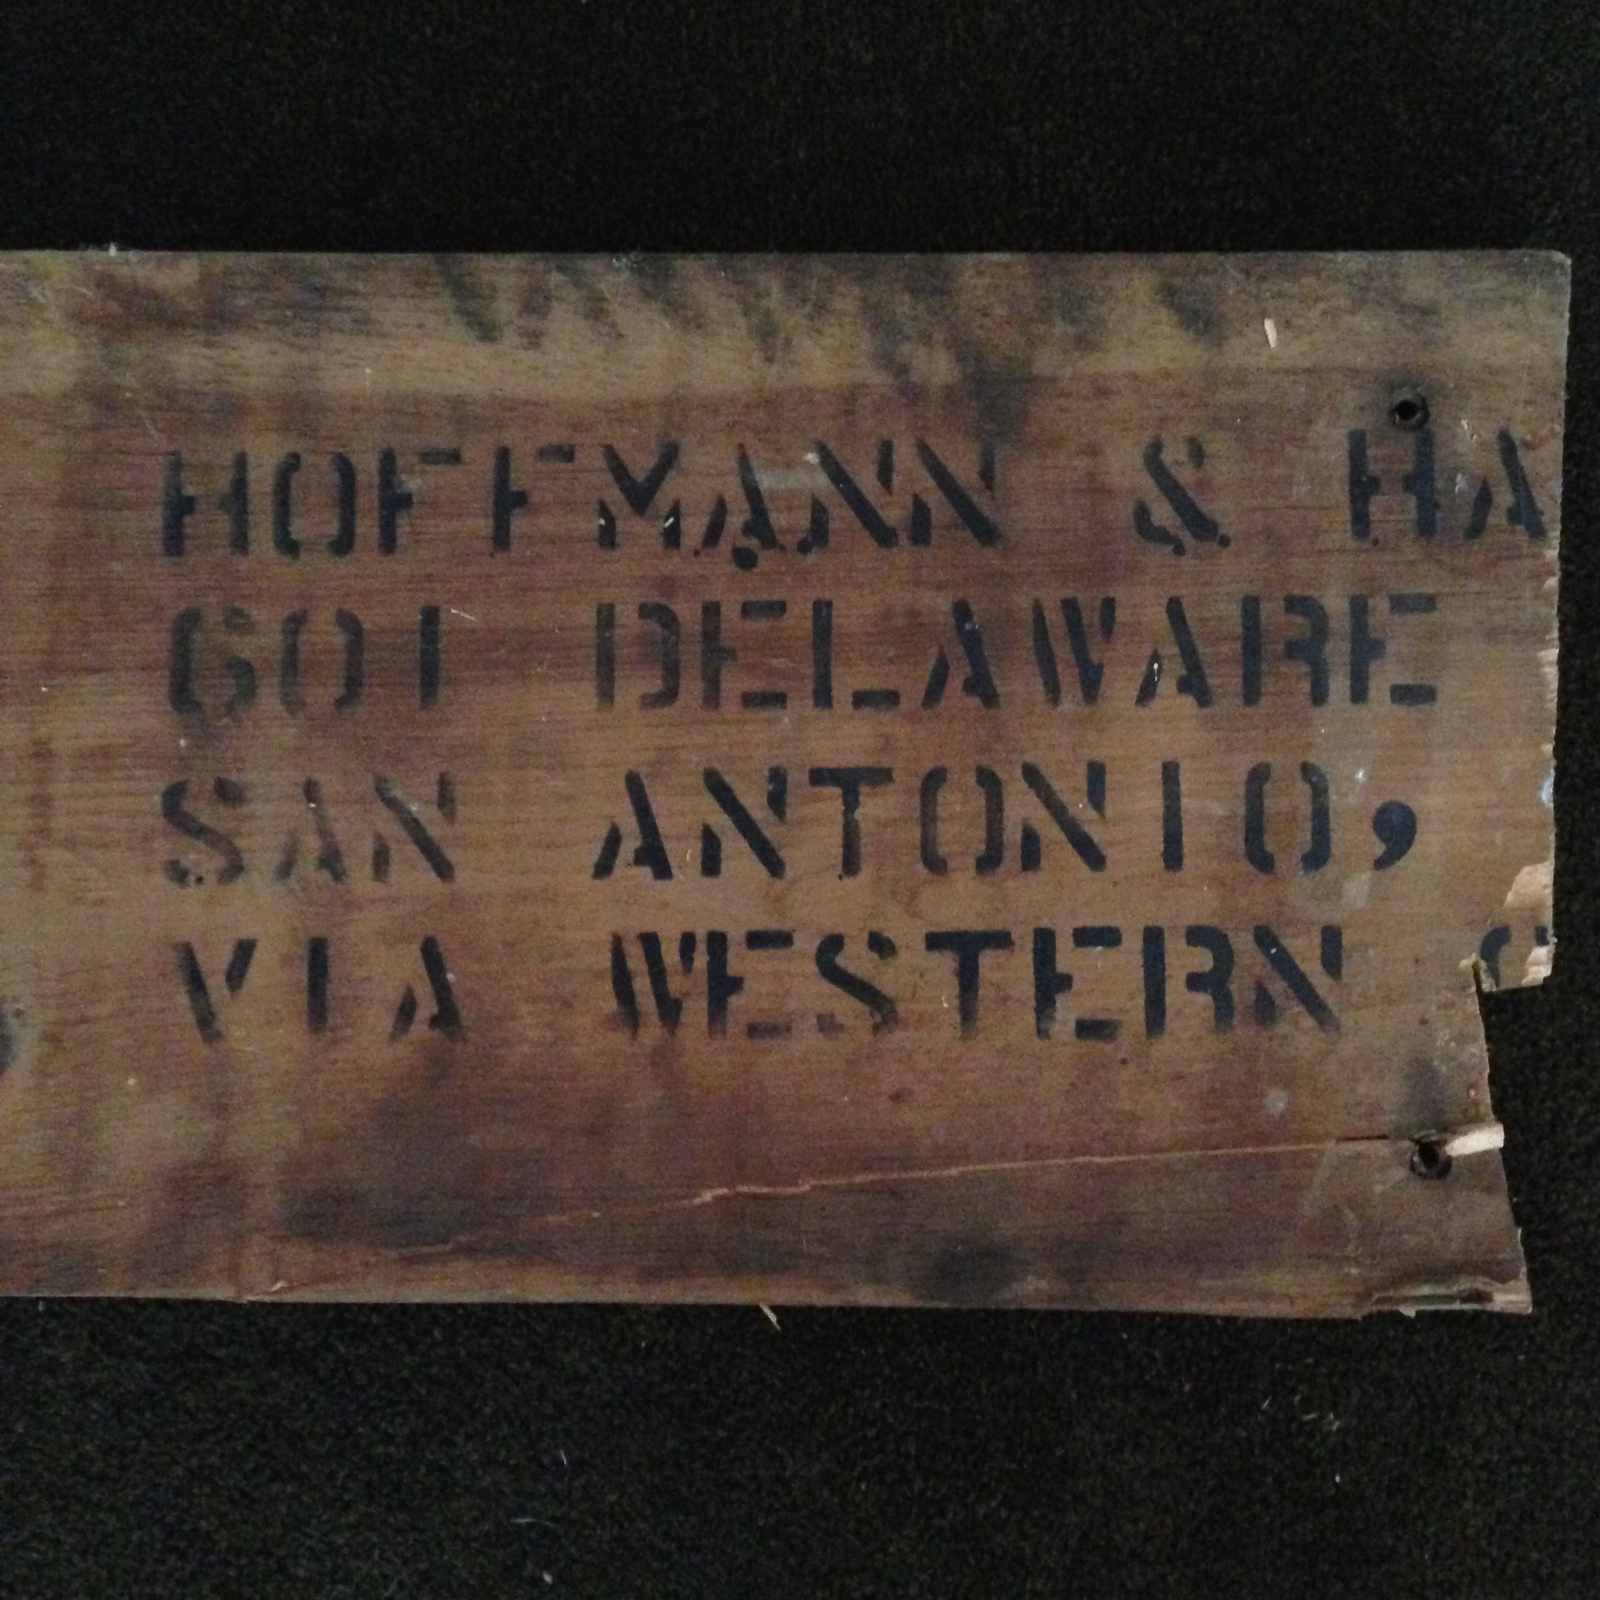 HOFFMANN & HA
601 DELAWARE
SAN ANTONIO,
VIA WESTERN